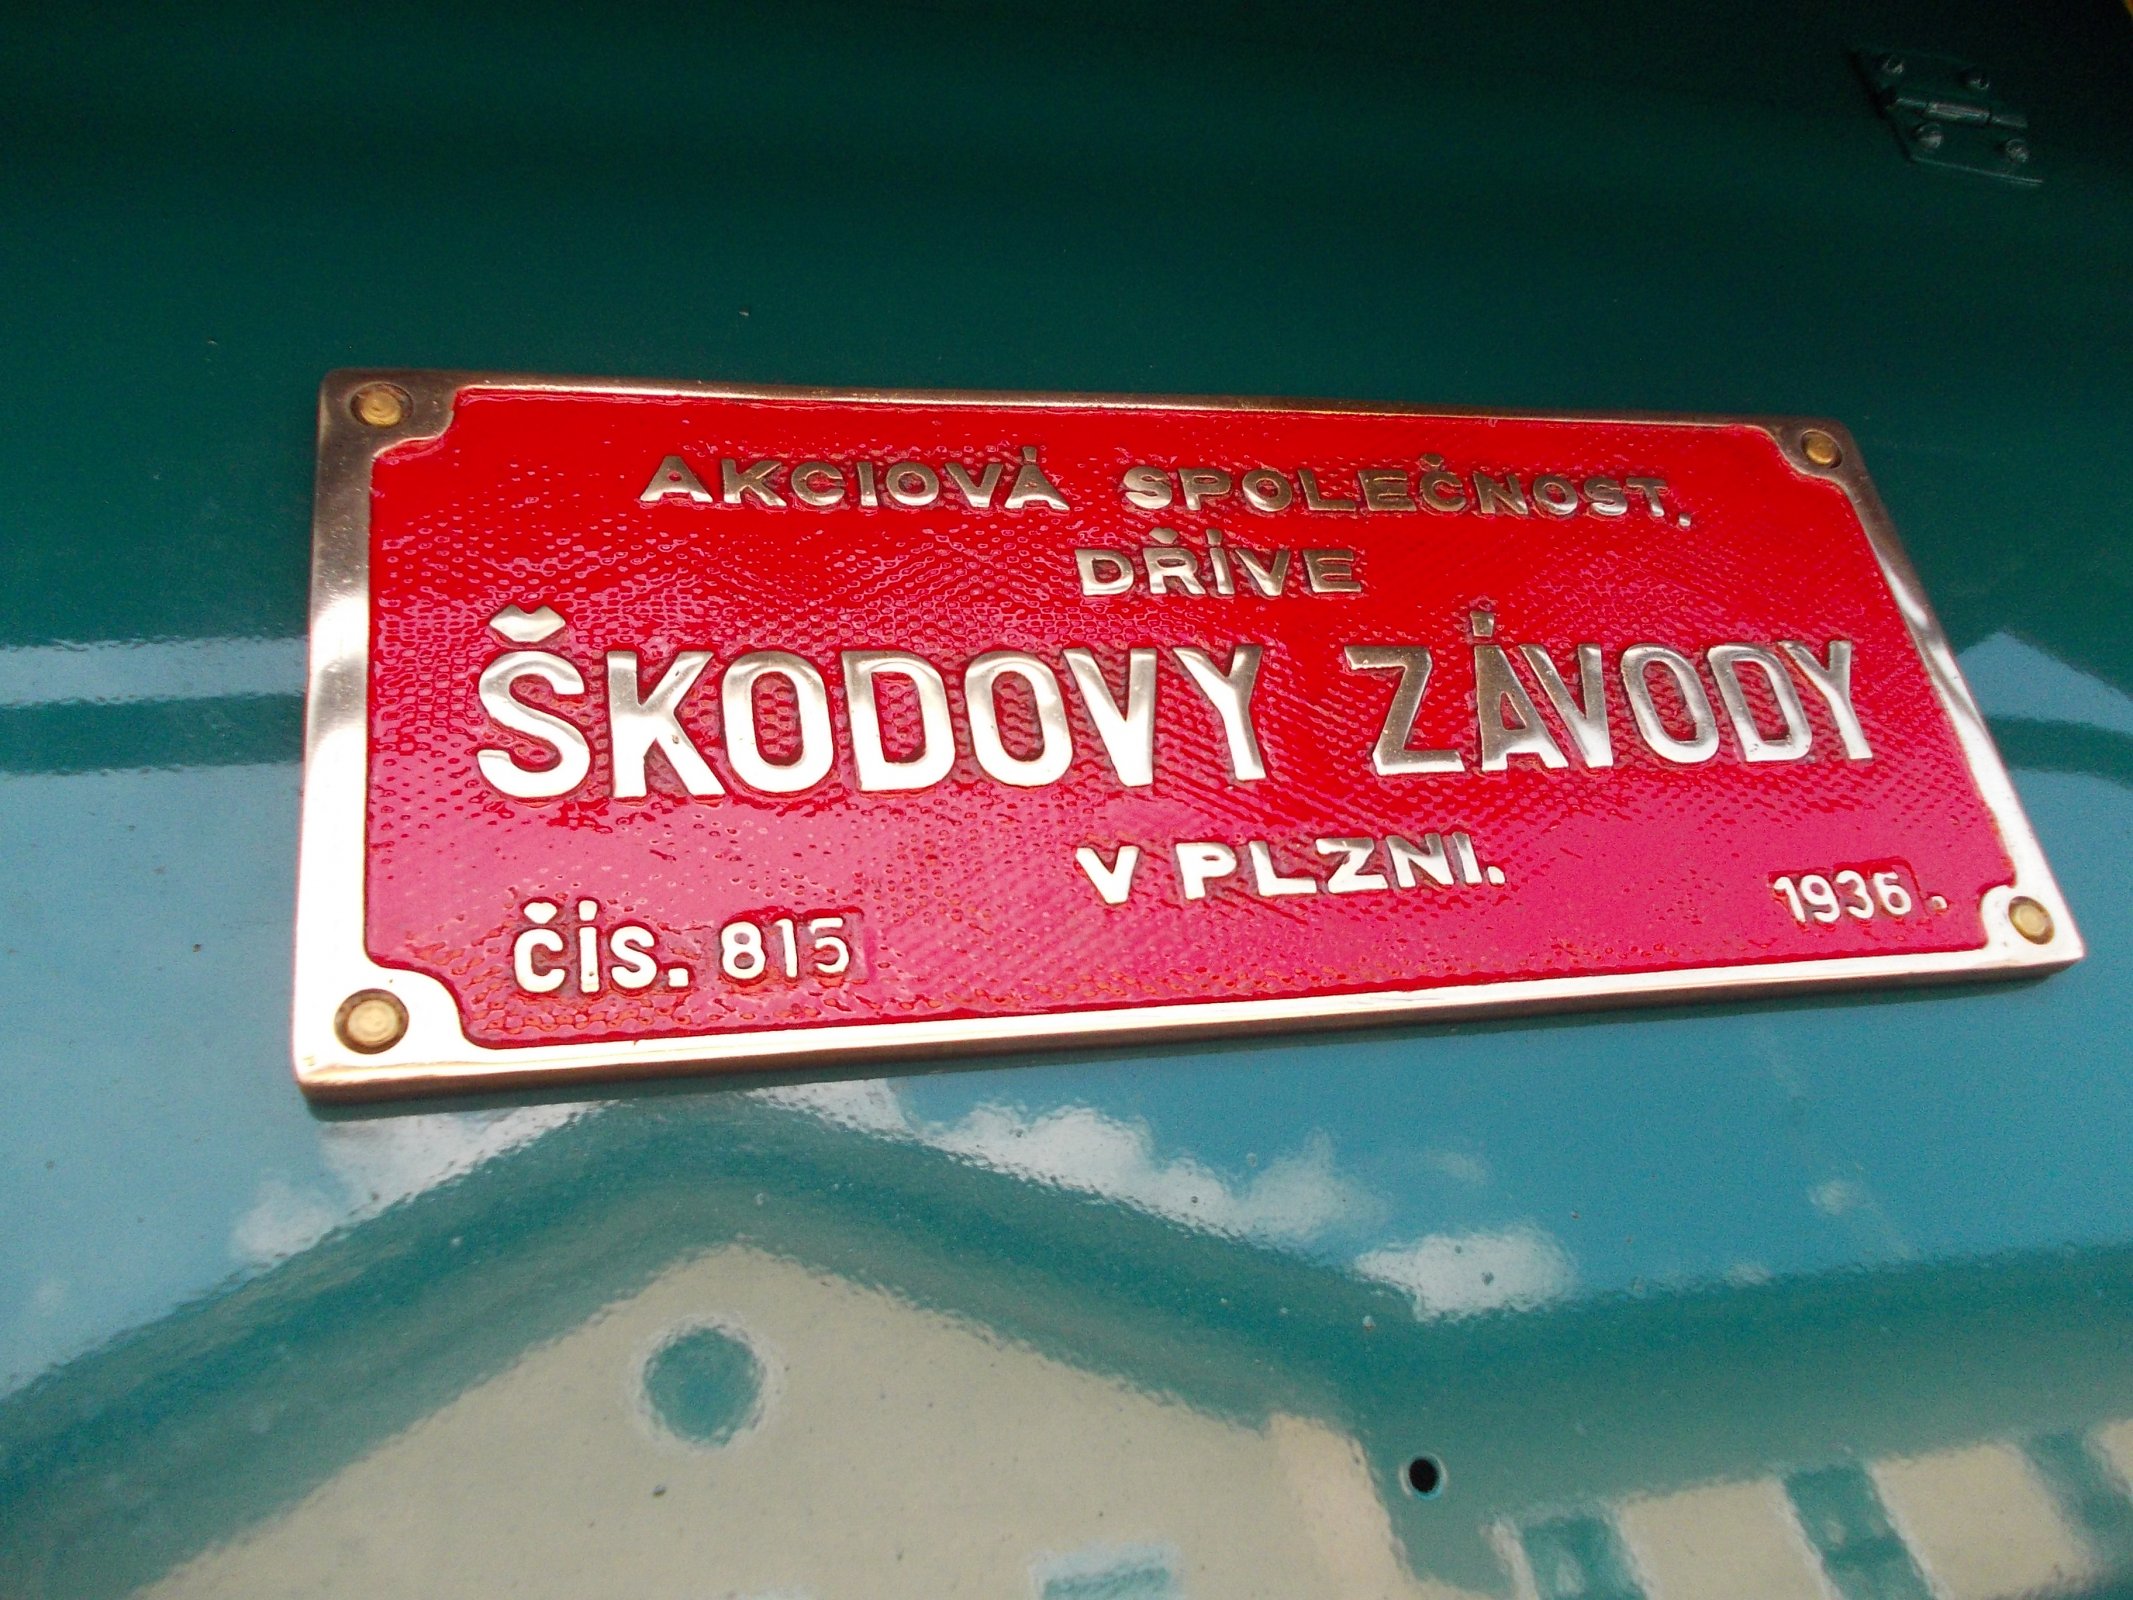 AKCIOVÁ SPOLEČNOST,
DŘÍVE
ŠKODOVY ZÁVODY
V PLZNI.
čís. 815 1936.